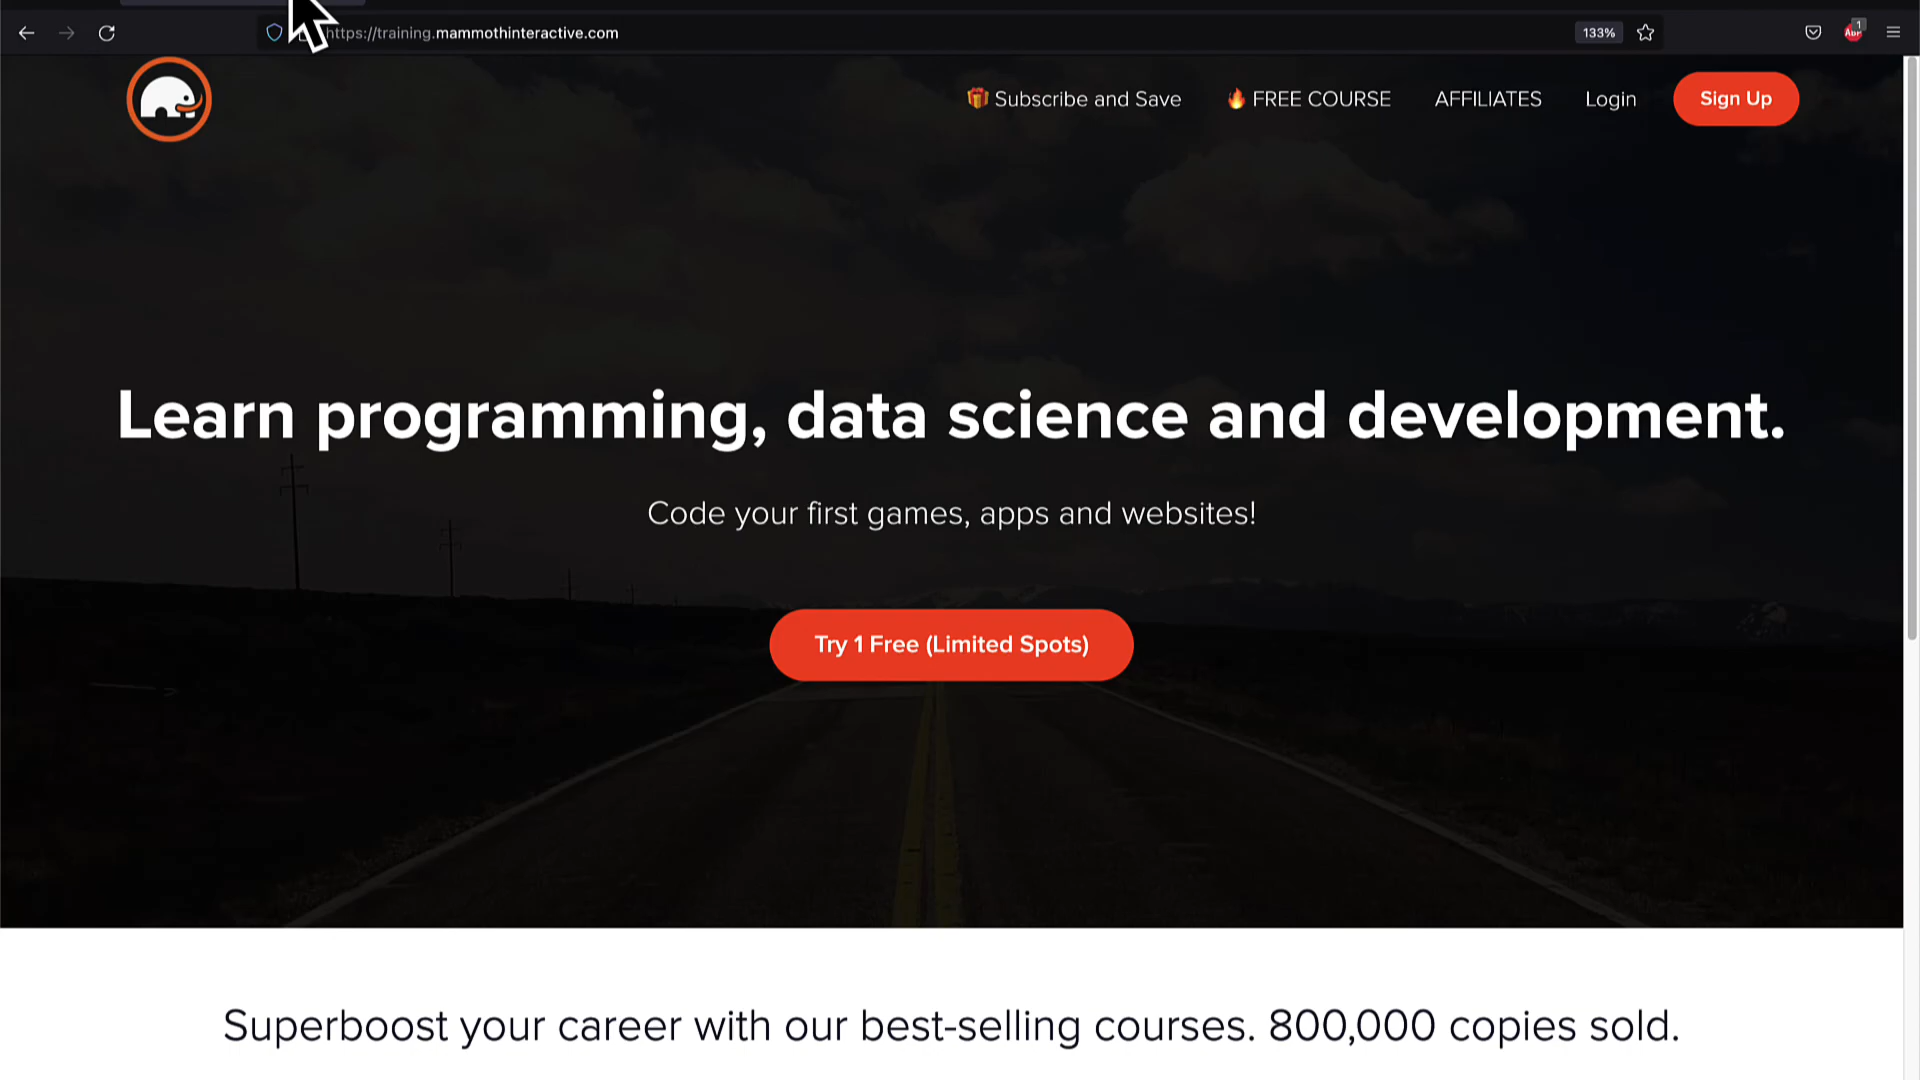 https://training.mammothinteractive.com
133%
1
ABP
Subscribe and Save
FREE COURSE
AFFILIATES
Login
Sign Up
Learn programming, data science and development.
Code your first games, apps and websites!
Try 1 Free (Limited Spots)
Superboost your career with our best-selling courses. 800,000 copies sold.